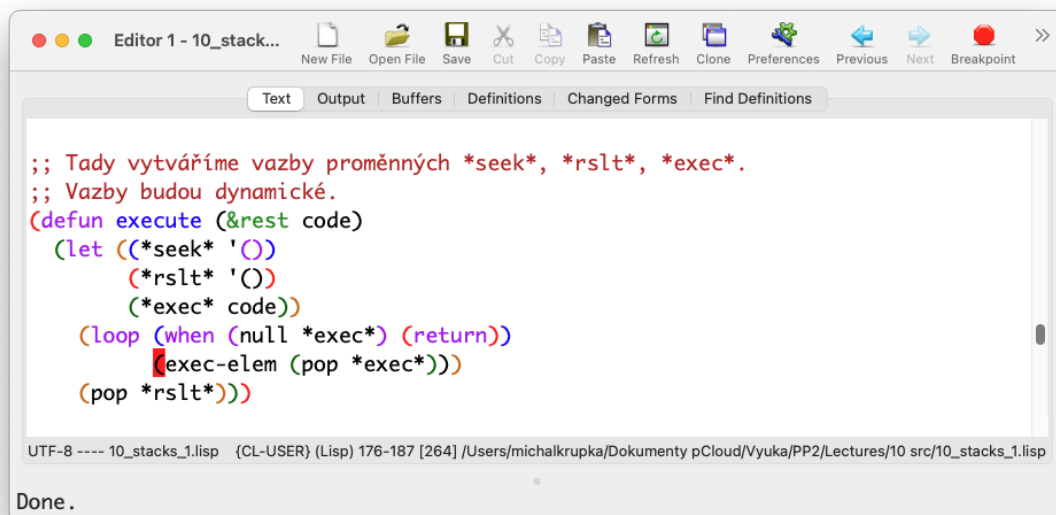 Editor 1 - 10_stack...
New File Open File Save Cut Copy Paste Refresh Clone Preferences Previous Next Breakpoint
Text Output Buffers Definitions Changed Forms Find Definitions
;; Tady vytváříme vazby proměnných *seek*, *rslt*, *exec*.
;; Vazby budou dynamické.
(defun execute (&rest code)
  (let ((*seek* '())
        (*rslt* '())
        (*exec* code))
    (loop (when (null *exec*) (return))
          (exec-elem (pop *exec*)))
    (pop *rslt*)))
UTF-8 ---- 10_stacks_1.lisp {CL-USER} (Lisp) 176-187 [264] /Users/michalkrupka/Dokumenty pCloud/Vyuka/PP2/Lectures/10 src/10_stacks_1.lisp
Done.